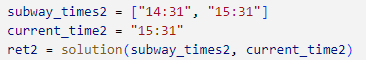 subway_times2 = ["14:31", "15:31"]
current_time2 = "15:31"
ret2 = solution(subway_times2, current_time2)